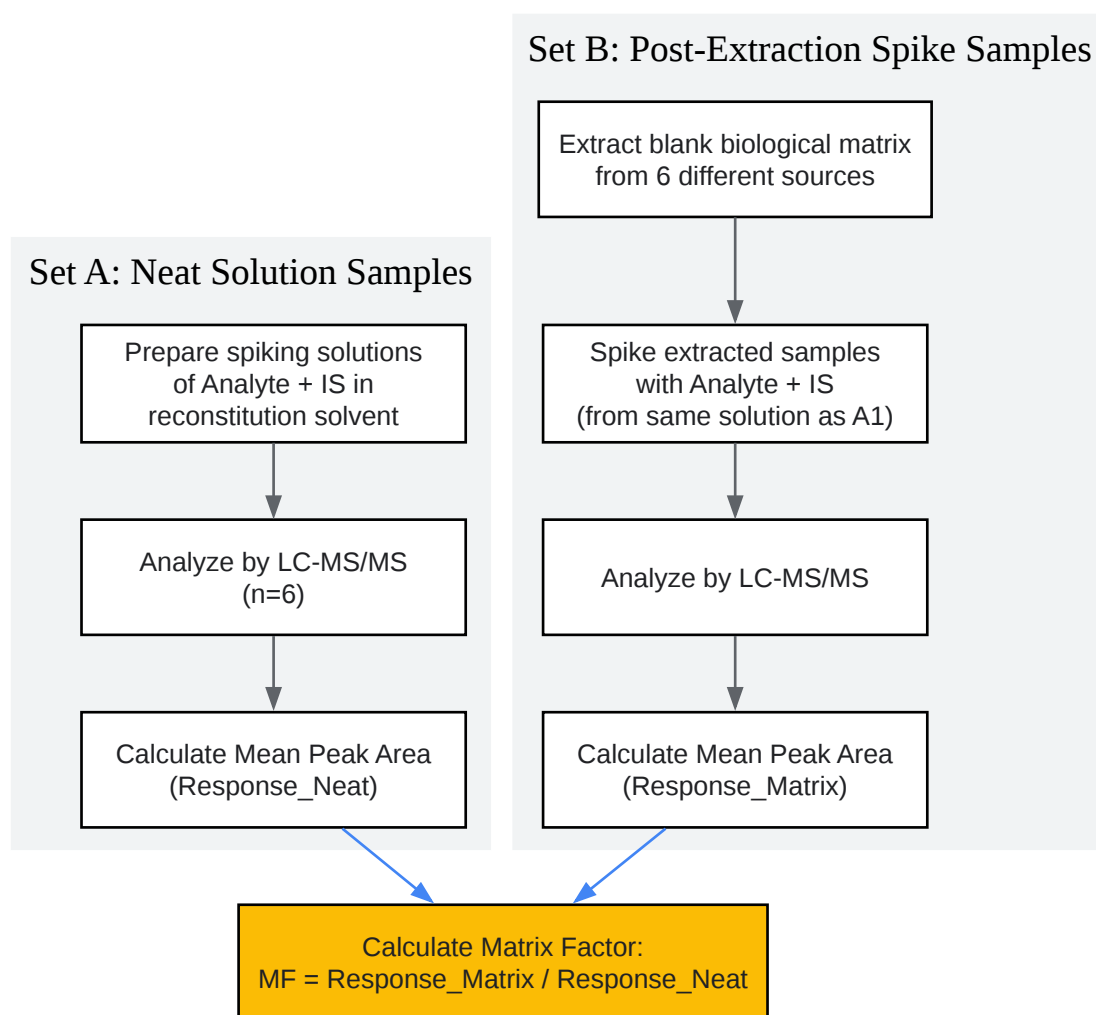 Set B: Post-Extraction Spike Samples
Extract blank biological matrix
from 6 different sources
Set A: Neat Solution Samples
Prepare spiking solutions
of Analyte + IS in
reconstitution solvent
Spike extracted samples
with Analyte + IS
(from same solution as A1)
Analyze by LC-MS/MS
(n=6)
Analyze by LC-MS/MS
Calculate Mean Peak Area
(Response_Neat)
Calculate Mean Peak Area
(Response_Matrix)
Calculate Matrix Factor:
MF = Response_Matrix / Response_Neat